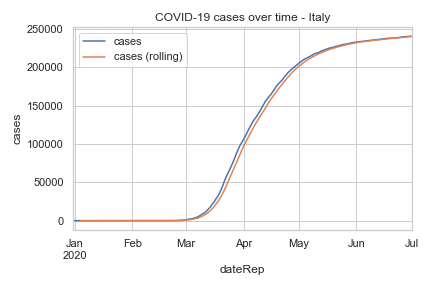 COVID-19 cases over time - Italy
cases
cases (rolling)
250000
200000
150000
100000
50000
0
cases
Jan Feb Mar Apr May Jun Jul
2020
dateRep